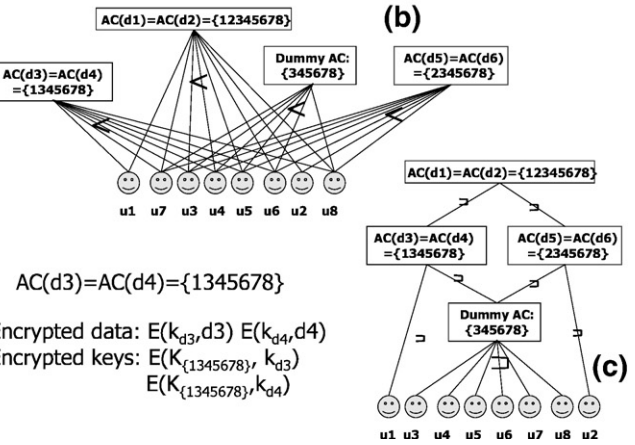 (b)
AC(d1)=AC(d2)={12345678}
Dummy AC:
{345678}
AC(d5)=AC(d6)
={2345678}
AC(d3)=AC(d4)
={1345678}
u1 u7 u3 u4 u5 u6 u2 u8
AC(d1)=AC(d2)={12345678}
AC(d3)=AC(d4)
={1345678}
AC(d5)=AC(d6)
={2345678}
Dummy AC:
{345678}
(c)
u1 u3 u4 u5 u6 u7 u8 u2
AC(d3)=AC(d4)={1345678}
Encrypted data: E(kd3,d3) E(kd4,d4)
Encrypted keys: E(K{1345678}, kd3)
E(K{1345678},kd4)